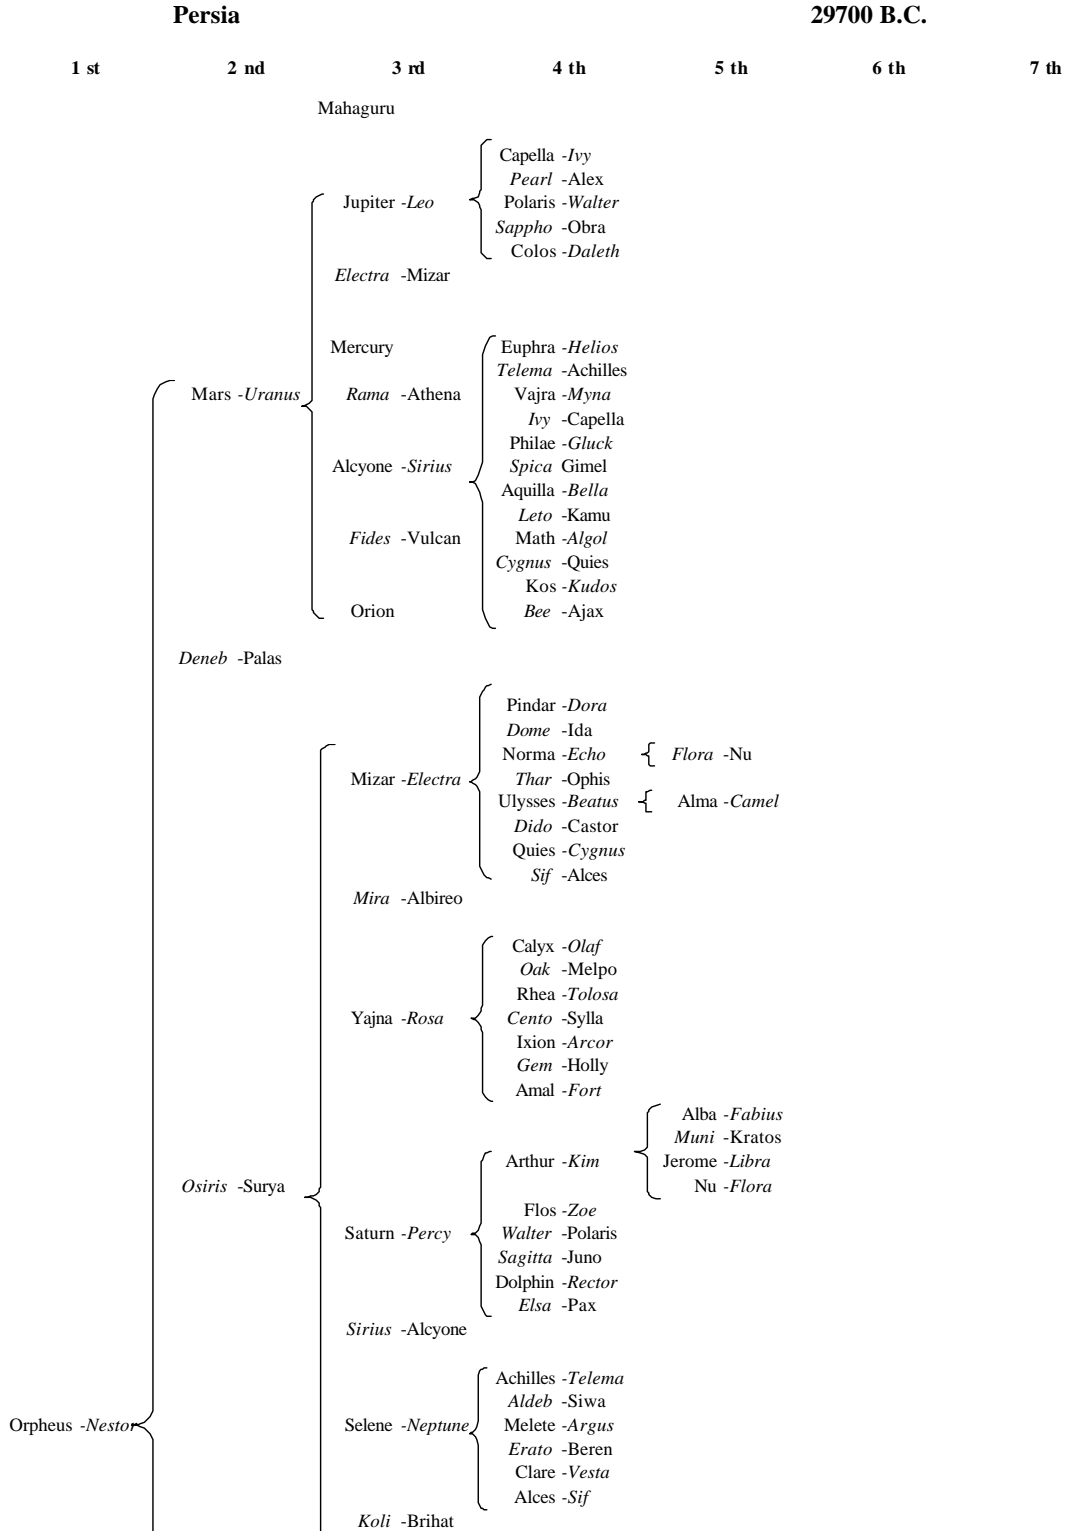 Persia 29700 B.C.
1 st 2 nd 3 rd 4 th 5 th 6 th 7 th
Mahaguru
Capella -Ivy
Pearl -Alex
Jupiter -Leo Polaris -Walter
Sappho -Obra
Colos -Daleth
Electra -Mizar
Mercury Euphra -Helios
Telema -Achilles
Mars -Uranus Rama -Athena Vajra -Myna
Ivy -Capella
Philae -Gluck
Alcyone -Sirius Spica Gimel
Aquilla -Bella
Leto -Kamu
Fides -Vulcan Math -Algol
Cygnus -Quies
Kos -Kudos
Orion Bee -Ajax
Deneb -Palas
Pindar -Dora
Dome -Ida
Norma -Echo Flora -Nu
Mizar -Electra Thar -Ophis
Ulysses -Beatus Alma -Camel
Dido -Castor
Quies -Cygnus
Sif -Alces
Mira -Albireo
Calyx -Olaf
Oak -Melpo
Rhea -Tolosa
Yajna -Rosa Cento -Sylla
Ixion -Arcor
Gem -Holly
Amal -Fort
Alba -Fabius
Muni -Kratos
Arthur -Kim Jerome -Libra
Osiris -Surya Nu -Flora
Flos -Zoe
Saturn -Percy Walter -Polaris
Sagitta -Juno
Dolphin -Rector
Elsa -Pax
Sirius -Alcyone
Achilles -Telema
Aldeb -Siwa
Orpheus -Nestor Selene -Neptune Melete -Argus
Erato -Beren
Clare -Vesta
Alces -Sif
Koli -Brihat